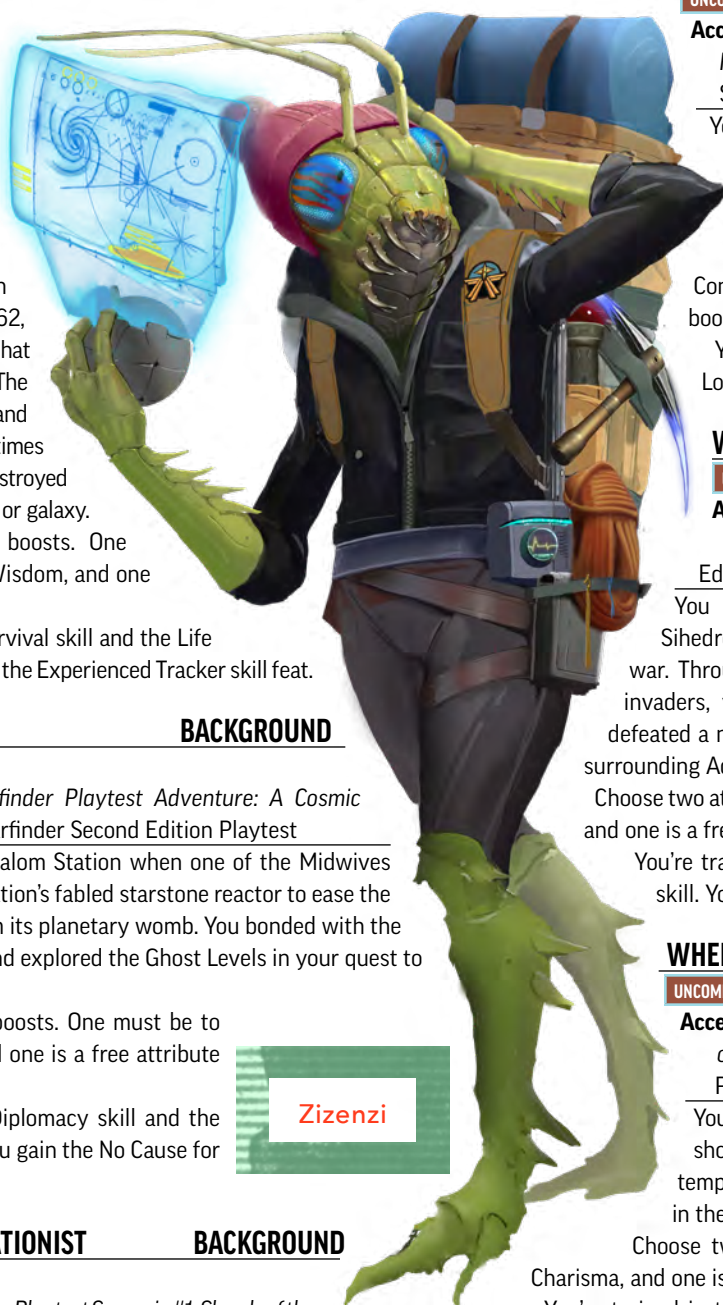 62,
hat
The
and
times
stroyed
or galaxy.
boosts. One
Wisdom, and one
rvival skill and the Life
the Experienced Tracker skill feat.
BACKGROUND
finder Playtest Adventure: A Cosmic
rfinder Second Edition Playtest
alom Station when one of the Midwives
tion's fabled starstone reactor to ease the
n its planetary womb. You bonded with the
nd explored the Ghost Levels in your quest to
boosts. One must be to
d one is a free attribute
Diplomacy skill and the
u gain the No Cause for
Zizenzi
ATIONIST BACKGROUND
UNCO
Acc
Yo
Con
boo
Y
Lo
W
A
Ed
You
Sihedr
war. Throu
invaders,
defeated a n
surrounding Ac
Choose two at
and one is a fre
You're tra
skill. Yo
WHE
UNCOM
Acce
P
You
sho
temp
in the
Choose tw
Charisma, and one is